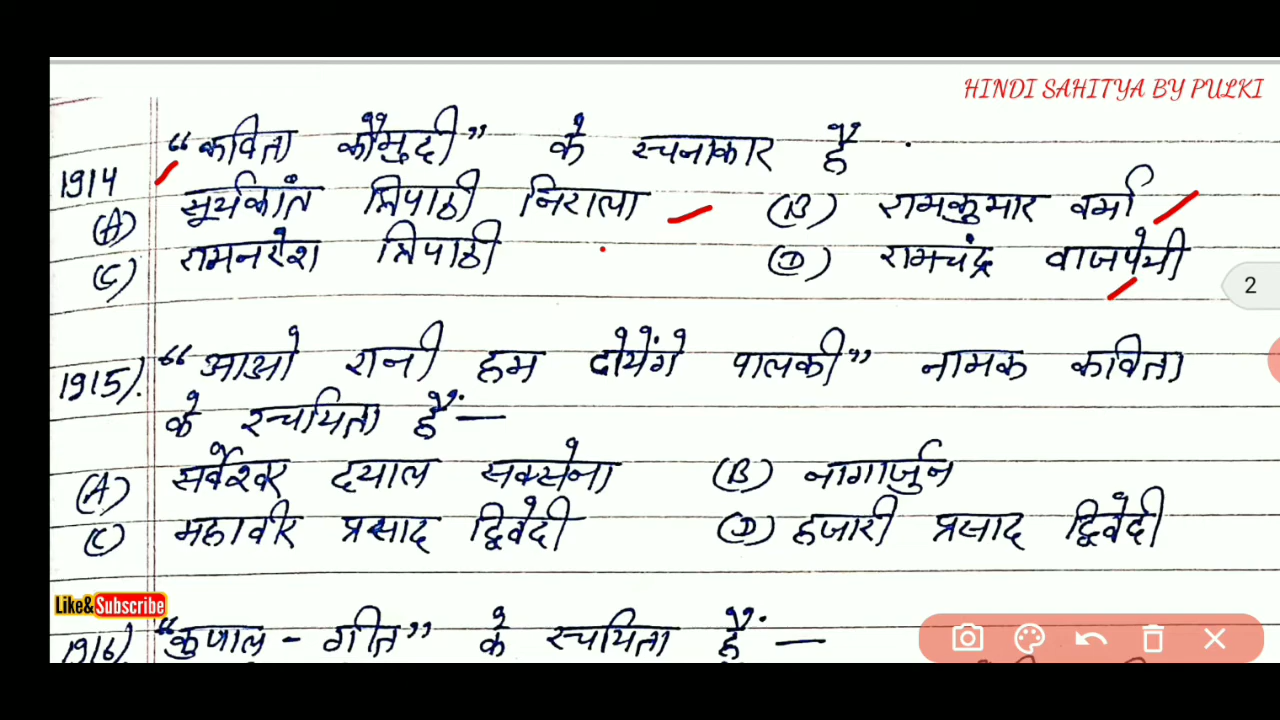 HINDI SAHITYA BY PULKI
1914 “कविता कौमुदी” के रचनाकार हैं
(A) सूर्यकांत त्रिपाठी निराला (B) रामकुमार वर्मा
(C) रामनरेश त्रिपाठी (D) रामचंद्र वाजपेयी
2
1915). “आओ रानी हम ढोयेंगे पालकी” नामक कविता
के रचयिता हैं —
(A) सर्वेश्वर दयाल सक्सेना (B) नागार्जुन
(C) महावीर प्रसाद द्विवेदी (D) हजारी प्रसाद द्विवेदी
Like& Subscribe
1916) “कुणाल - गीत” के रचयिता हैं —